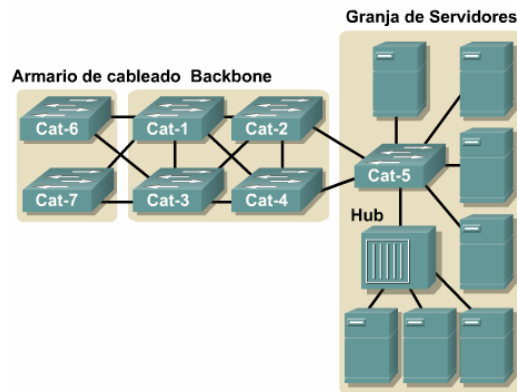 Granja de Servidores
Armario de cableado Backbone
Cat-6
Cat-1
Cat-2
Cat-7
Cat-3
Cat-4
Cat-5
Hub